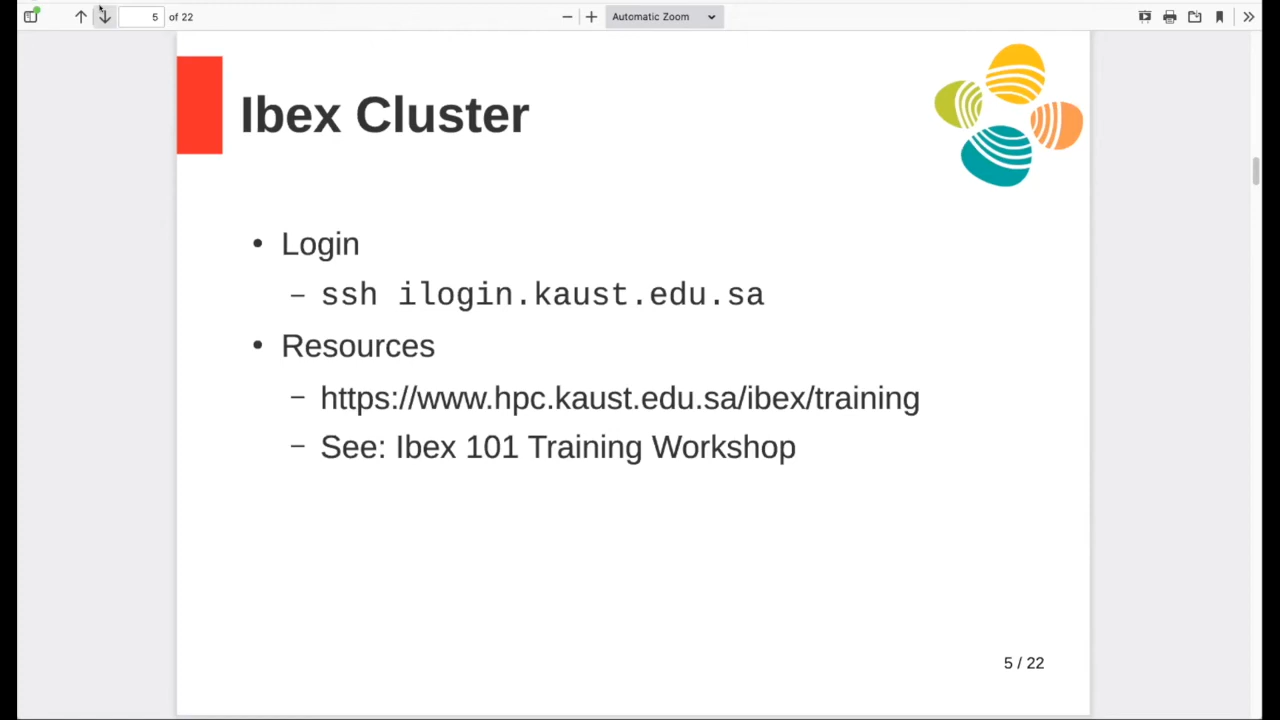 5 of 22 Automatic Zoom
Ibex Cluster
• Login
– ssh ilogin.kaust.edu.sa
• Resources
– https://www.hpc.kaust.edu.sa/ibex/training
– See: Ibex 101 Training Workshop
5 / 22